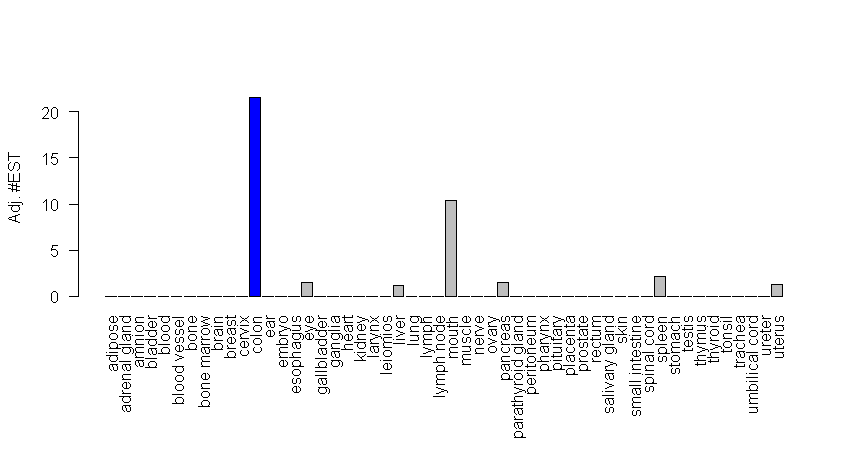 Adj. #EST
20
15
10
5
0
adipose
adrenal gland
amnion
bladder
blood
blood vessel
bone
bone marrow
brain
breast
cervix
colon
ear
embryo
esophagus
eye
gallbladder
ganglia
heart
kidney
larynx
leiomios
liver
lung
lymph
lymph node
mouth
muscle
nerve
ovary
pancreas
parathyroid gland
peritoneum
pharynx
pituitary
placenta
prostate
rectum
salivary gland
skin
small intestine
spinal cord
spleen
stomach
testis
thymus
thyroid
tonsil
trachea
umbilical cord
ureter
uterus